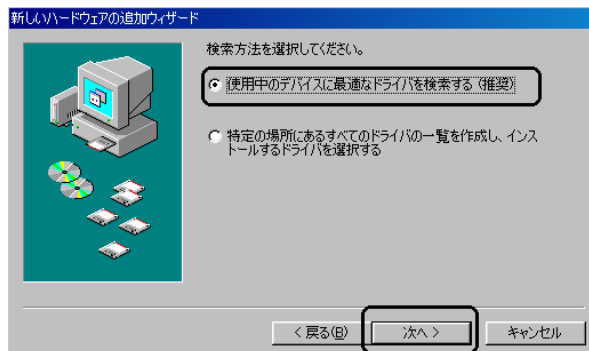 新しいハードウェアの追加ウィザード
検索方法を選択してください。
使用中のデバイスに最適なドライバを検索する (推奨)
特定の場所にあるすべてのドライバの一覧を作成し、インス
トールするドライバを選択する
< 戻る(B)
次へ >
キャンセル